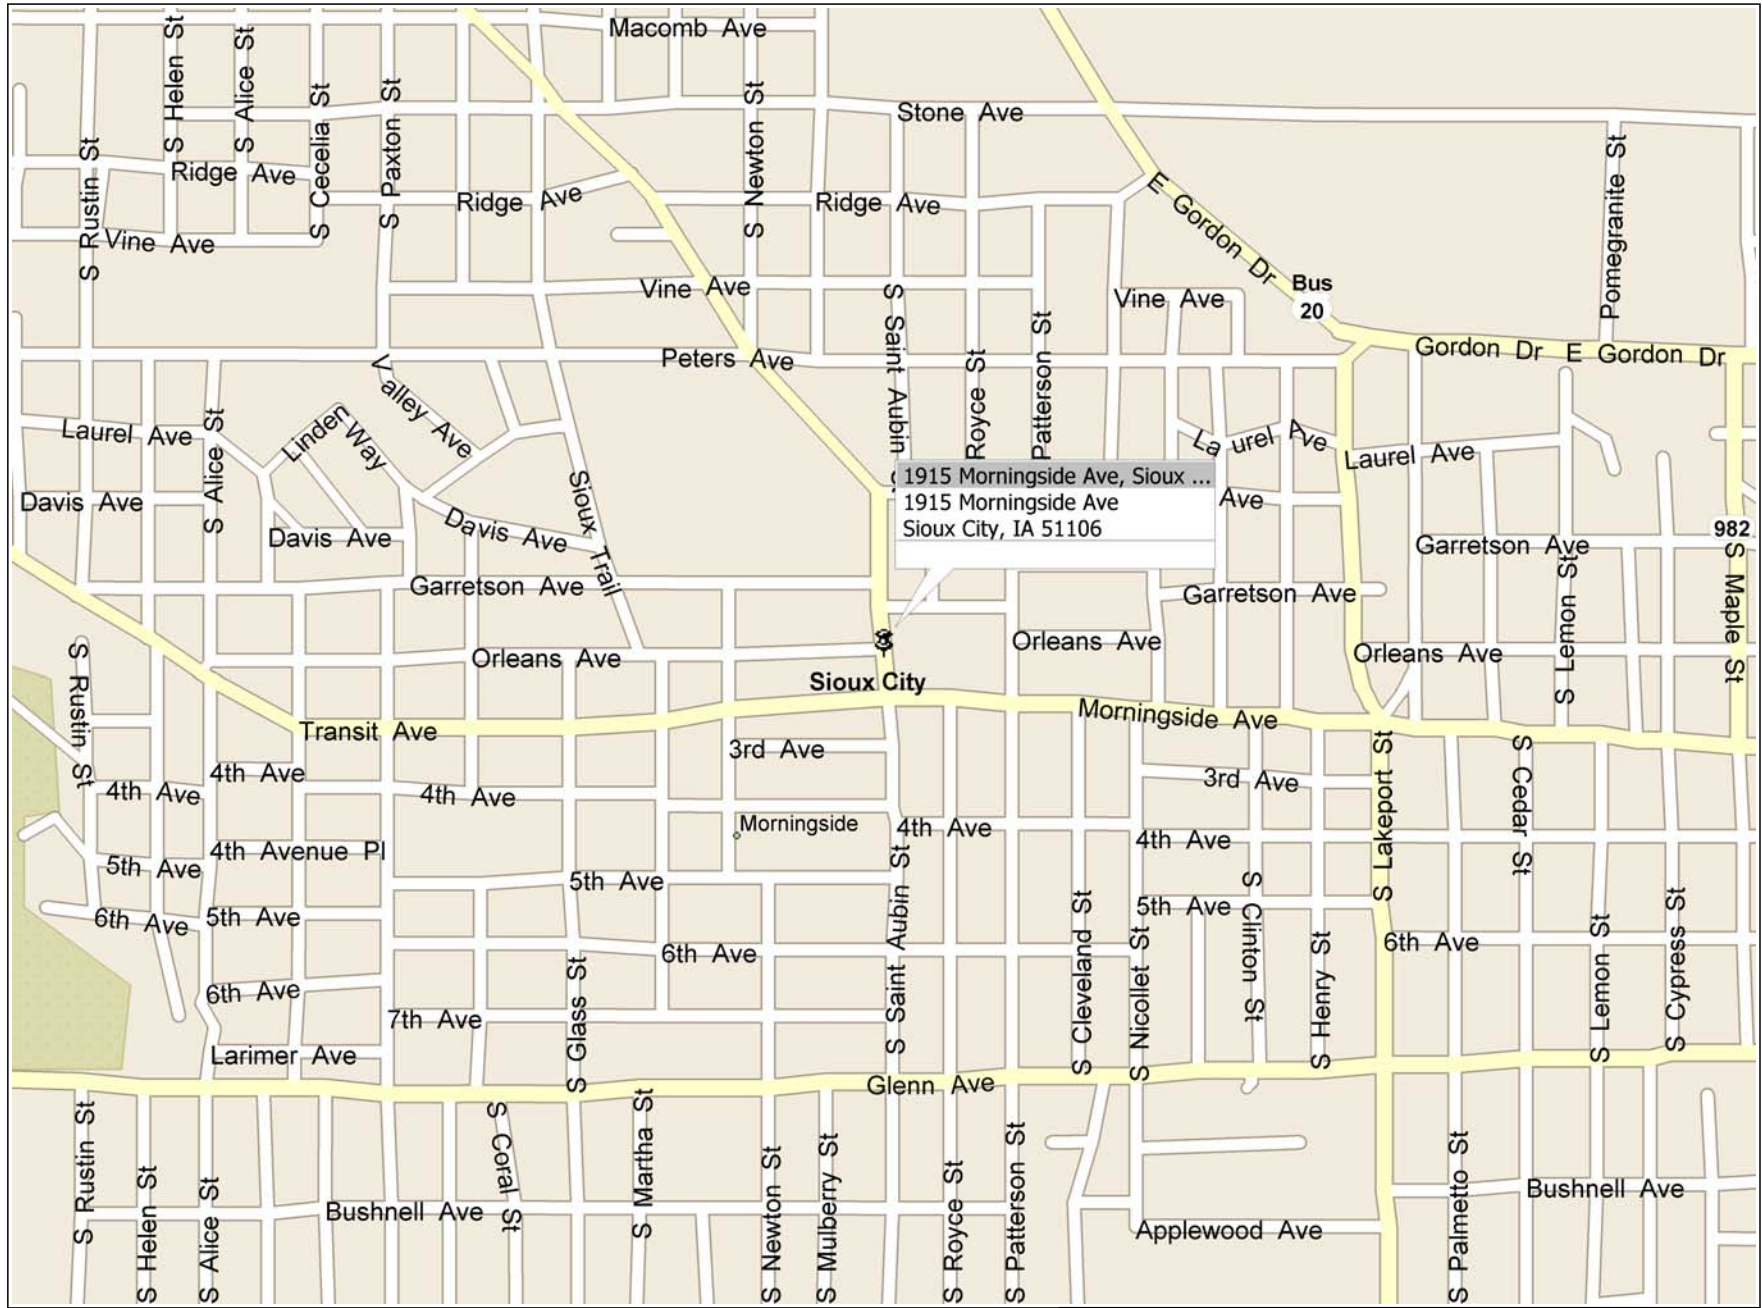 Macomb Ave
S Helen St
S Alice St
S Cecelia St
S Paxton St
S Newton St
Stone Ave
S Rustin St
Ridge Ave
Ridge Ave
Ridge Ave
E Gordon Dr
Pomegranite St
Vine Ave
Vine Ave
Vine Ave
Bus
20
S Saint Aubin
Royce St
Patterson St
Peters Ave
Gordon Dr
E Gordon Dr
Valley Ave
Laurel Ave
S Alice St
Linden Way
Laurel Ave
Laurel Ave
1915 Morningside Ave, Sioux ...
1915 Morningside Ave
Sioux City, IA 51106
Ave
Davis Ave
Davis Ave
Davis Ave
Sioux Trail
982
Garretson Ave
Garretson Ave
Garretson Ave
S Lemon St
S Maple St
S Rustin St
Orleans Ave
Orleans Ave
Orleans Ave
Sioux City
Transit Ave
Morningside Ave
3rd Ave
3rd Ave
S Lakeport St
S Cedar St
4th Ave
4th Ave
4th Ave
Morningside
4th Ave
4th Ave
4th Avenue Pl
5th Ave
5th Ave
S Saint Aubin St
S Cleveland St
5th Ave
S Clinton St
6th Ave
5th Ave
6th Ave
6th Ave
S Nicollet St
S Henry St
S Lemon St
S Cypress St
6th Ave
7th Ave
S Glass St
Larimer Ave
Glenn Ave
S Rustin St
S Helen St
S Alice St
S Coral St
S Martha St
S Newton St
S Mulberry St
S Royce St
S Patterson St
S Palmetto St
Bushnell Ave
Bushnell Ave
Applewood Ave